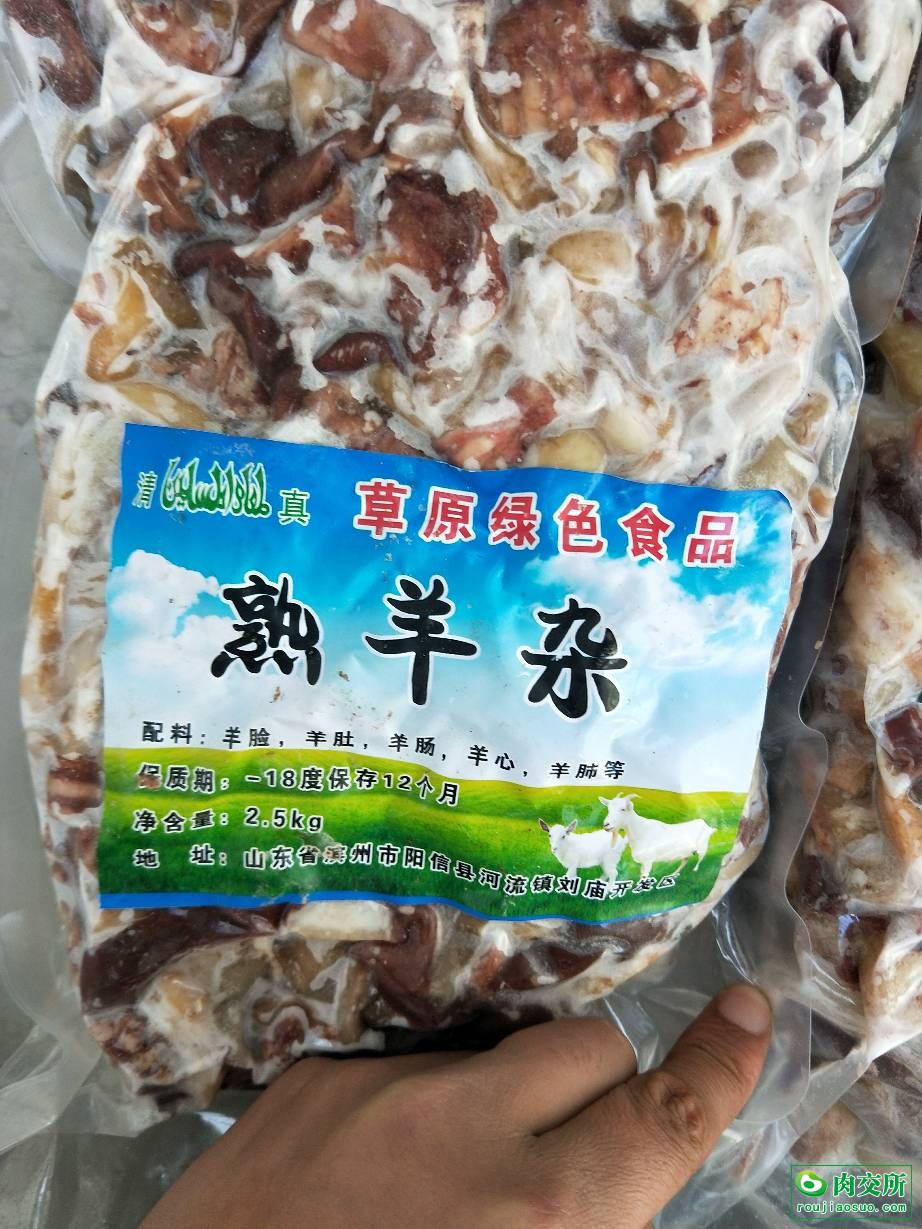 清 真
草原绿色食品
熟羊杂
配料：羊脸，羊肚，羊肠，羊心，羊肺等
保质期：-18度保存12个月
净含量：2.5kg
地 址：山东省滨州市阳信县河流镇刘庙开发区
肉交所
roujiaosuo.com